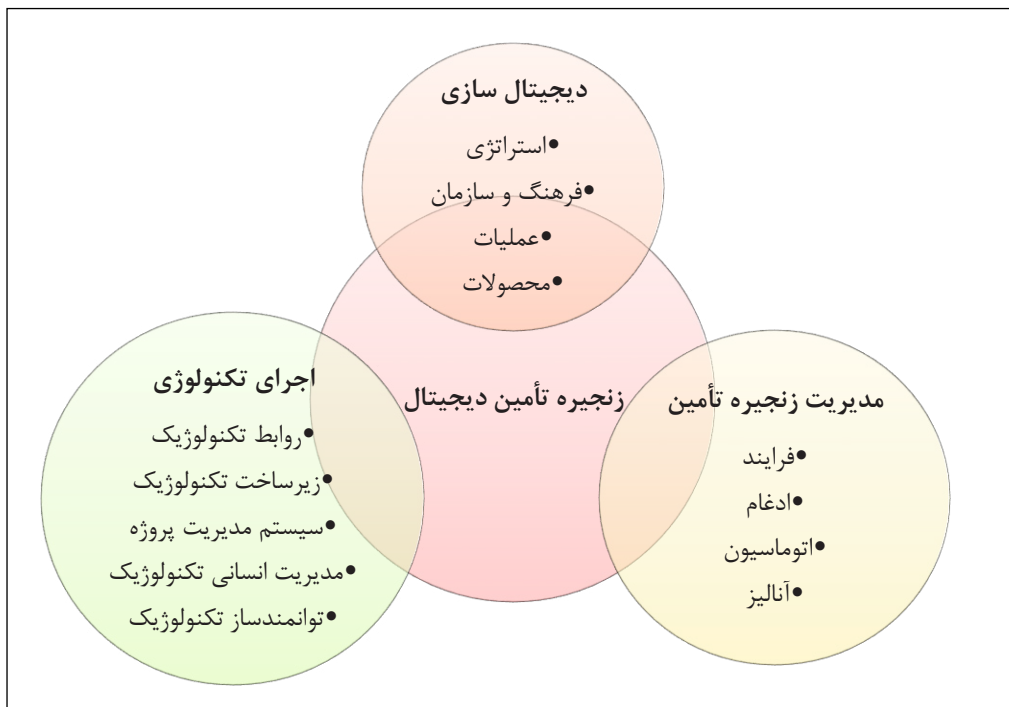 دیجیتال سازی
•استراتژی
•فرهنگ و سازمان
•عملیات
•محصولات
زنجیره تأمین دیجیتال
مدیریت زنجیره تأمین
•فرایند
•ادغام
•اتوماسیون
•آنالیز
اجرای تکنولوژی
•روابط تکنولوژیک
•زیرساخت تکنولوژیک
•سیستم مدیریت پروژه
•مدیریت انسانی تکنولوژیک
•توانمندساز تکنولوژیک